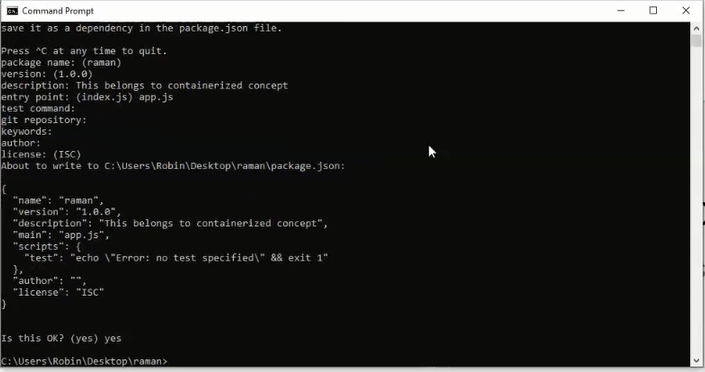 Command Prompt
save it as a dependency in the package.json file.
Press ^C at any time to quit.
package name: (raman)
version: (1.0.0)
description: This belongs to containerized concept
entry point: (index.js) app.js
test command:
git repository:
keywords:
author:
license: (ISC)
About to write to C:\Users\Robin\Desktop\raman\package.json:
{
  "name": "raman",
  "version": "1.0.0",
  "description": "This belongs to containerized concept",
  "main": "app.js",
  "scripts": {
    "test": "echo \"Error: no test specified\" && exit 1"
  },
  "author": "",
  "license": "ISC"
}
Is this OK? (yes) yes
C:\Users\Robin\Desktop\raman>